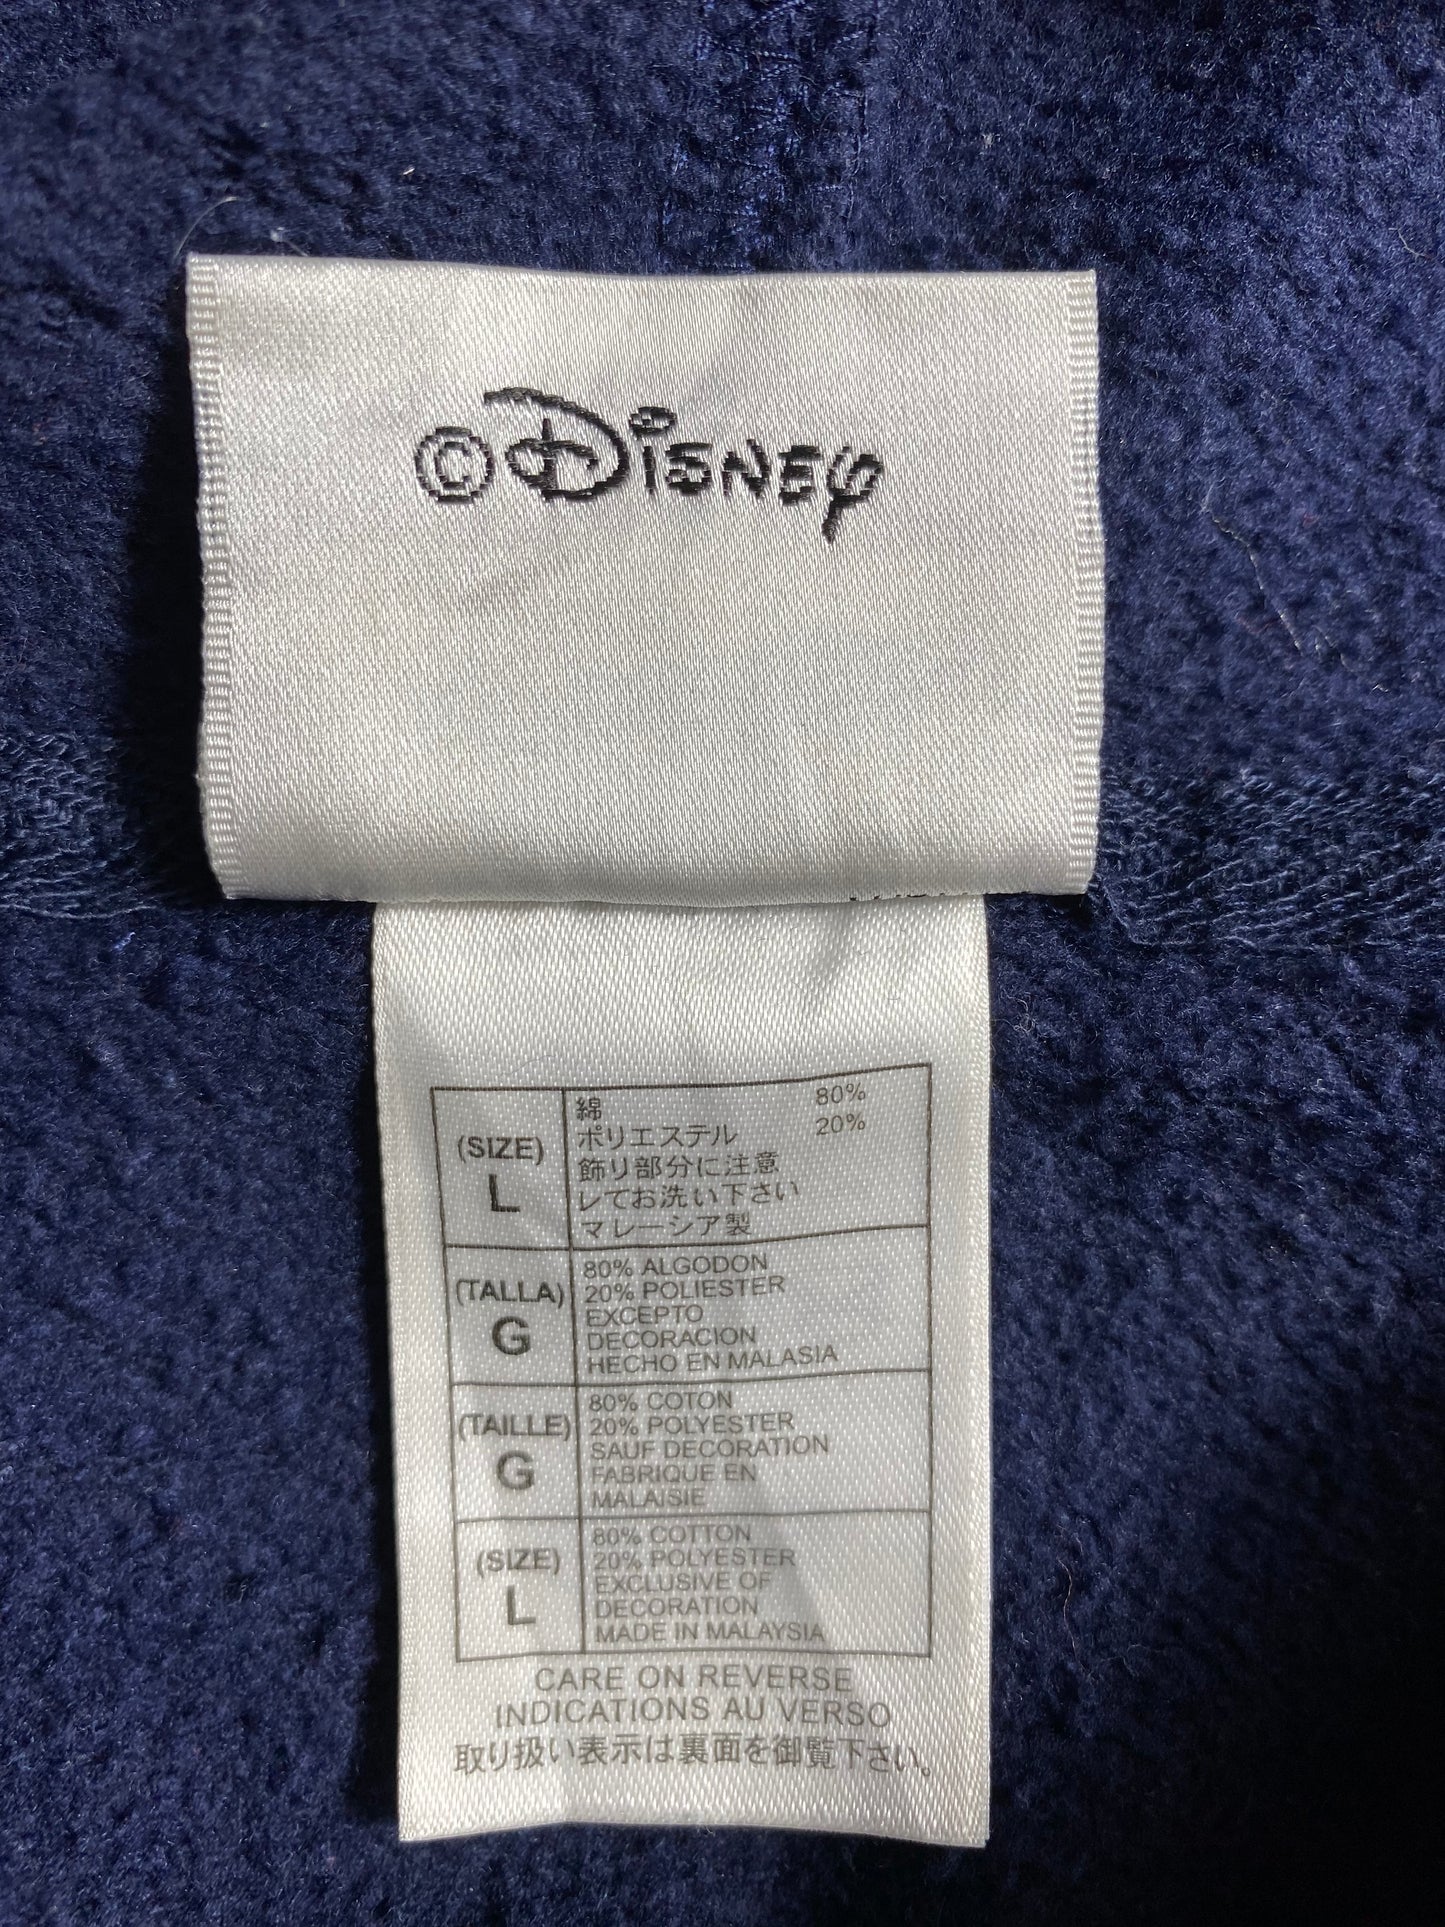 ©Disney
(SIZE)
L
綿 80%
ポリエステル 20%
飾り部分に注意
レてお洗い下さい
マレーシア製
(TALLA)
G
80% ALGODON
20% POLIESTER
EXCEPTO
DECORACION
HECHO EN MALASIA
(TAILLE)
G
80% COTON
20% POLYESTER
SAUF DECORATION
FABRIQUE EN
MALAISIE
(SIZE)
L
80% COTTON
20% POLYESTER
EXCLUSIVE OF
DECORATION
MADE IN MALAYSIA
CARE ON REVERSE
INDICATIONS AU VERSO
取り扱い表示は裏面を御覧下さい。